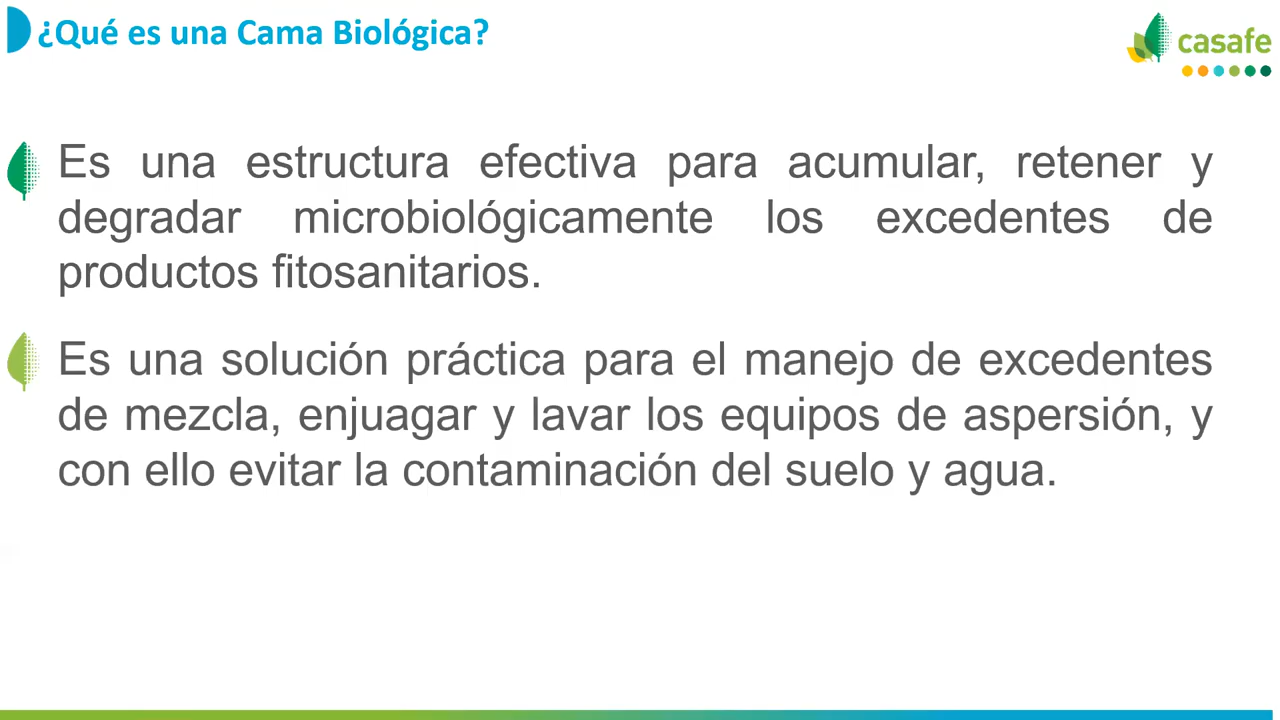 ¿Qué es una Cama Biológica?
casafe
Es una estructura efectiva para acumular, retener y
degradar microbiológicamente los excedentes de
productos fitosanitarios.
Es una solución práctica para el manejo de excedentes
de mezcla, enjuagar y lavar los equipos de aspersión, y
con ello evitar la contaminación del suelo y agua.